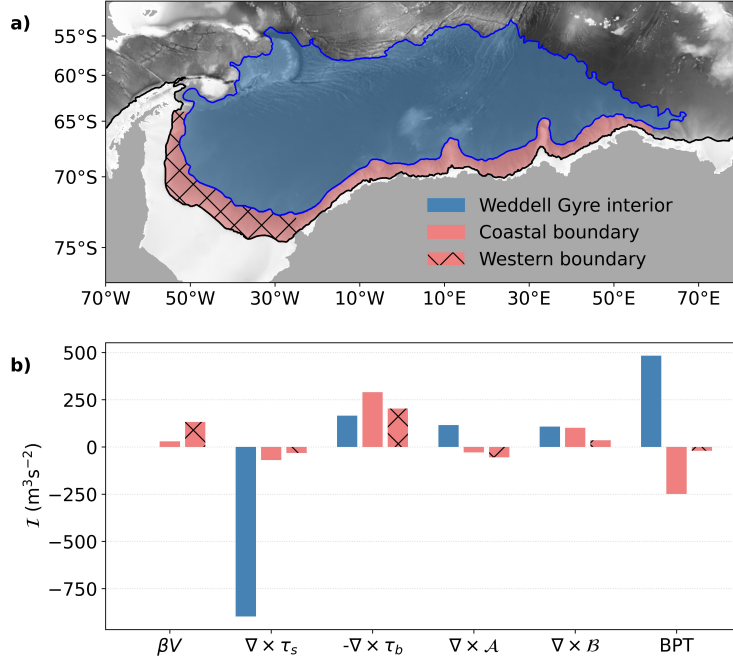 a)
55°S
60°S
65°S
70°S
75°S
Weddell Gyre interior
Coastal boundary
Western boundary
70°W 50°W 30°W 10°W 10°E 30°E 50°E 70°E
b)
500
250
0
−250
−500
−750
ℐ (m³s⁻²)
βV ∇ × τₛ -∇ × τ_b ∇ × 𝒜 ∇ × ℬ BPT